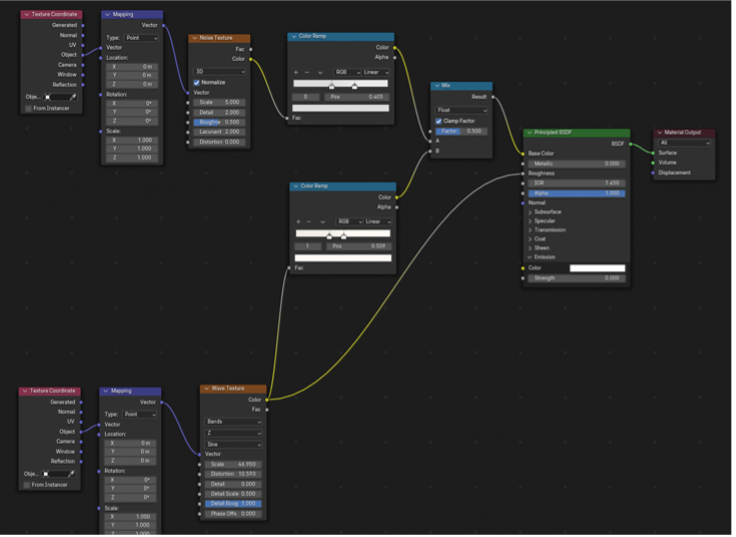 Texture Coordinate
Generated
Normal
UV
Object
Camera
Window
Reflection
Obje...
From Instancer
Mapping
Vector
Type: Point
Vector
Location:
X 0 m
Y 0 m
Z 0 m
Rotation:
X 0°
Y 0°
Z 0°
Scale:
X 1.000
Y 1.000
Z 1.000
Noise Texture
Fac
Color
3D
Normalize
Vector
Scale 5.000
Detail 2.000
Roughne 0.500
Lacunari 2.000
Distortion 0.000
Color Ramp
Color
Alpha
RGB Linear
0 Pos 0.405
Fac
Mix
Result
Float
Clamp Factor
Factor 0.500
A
B
Principled BSDF
BSDF
Base Color
Metallic 0.000
Roughness
IOR 1.450
Alpha 1.000
Normal
Subsurface
Specular
Transmission
Coat
Sheen
Emission
Color
Strength 0.000
Material Output
All
Surface
Volume
Displacement
Color Ramp
Color
Alpha
RGB Linear
1 Pos 0.509
Fac
Texture Coordinate
Generated
Normal
UV
Object
Camera
Window
Reflection
Obje...
From Instancer
Mapping
Vector
Type: Point
Vector
Location:
X 0 m
Y 0 m
Z 0 m
Rotation:
X 0°
Y 0°
Z 0°
Scale:
X 1.000
Y 1.000
Z 1.000
Wave Texture
Color
Fac
Bands
Z
Sine
Vector
Scale
Distortion
Detail 0.000
Detail Scale 0.500
Detail Roug 1.000
Phase Offs 0.000